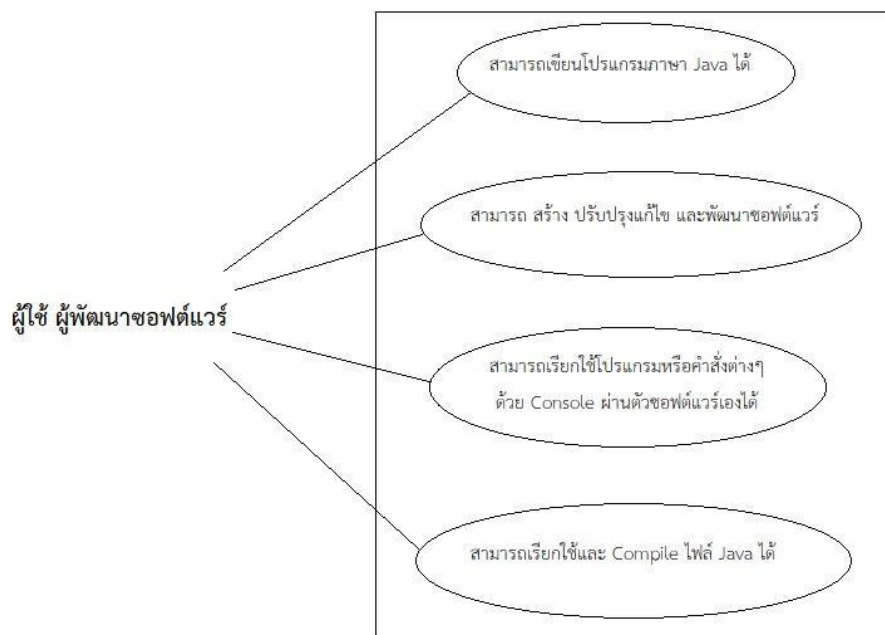 สามารถเขียนโปรแกรมภาษา Java ได้
สามารถ สร้าง ปรับปรุงแก้ไข และพัฒนาซอฟต์แวร์
ผู้ใช้ ผู้พัฒนาซอฟต์แวร์
สามารถเรียกใช้โปรแกรมหรือคำสั่งต่างๆ
ด้วย Console ผ่านตัวซอฟต์แวร์เองได้
สามารถเรียกใช้และ Compile ไฟล์ Java ได้